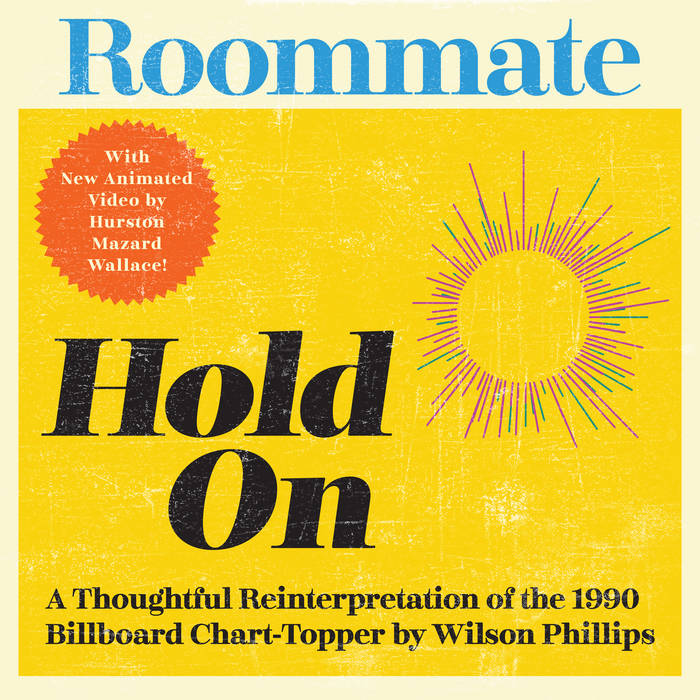 Roommate
With
New Animated
Video by
Hurston
Mazard
Wallace!
Hold
On
A Thoughtful Reinterpretation of the 1990
Billboard Chart-Topper by Wilson Phillips